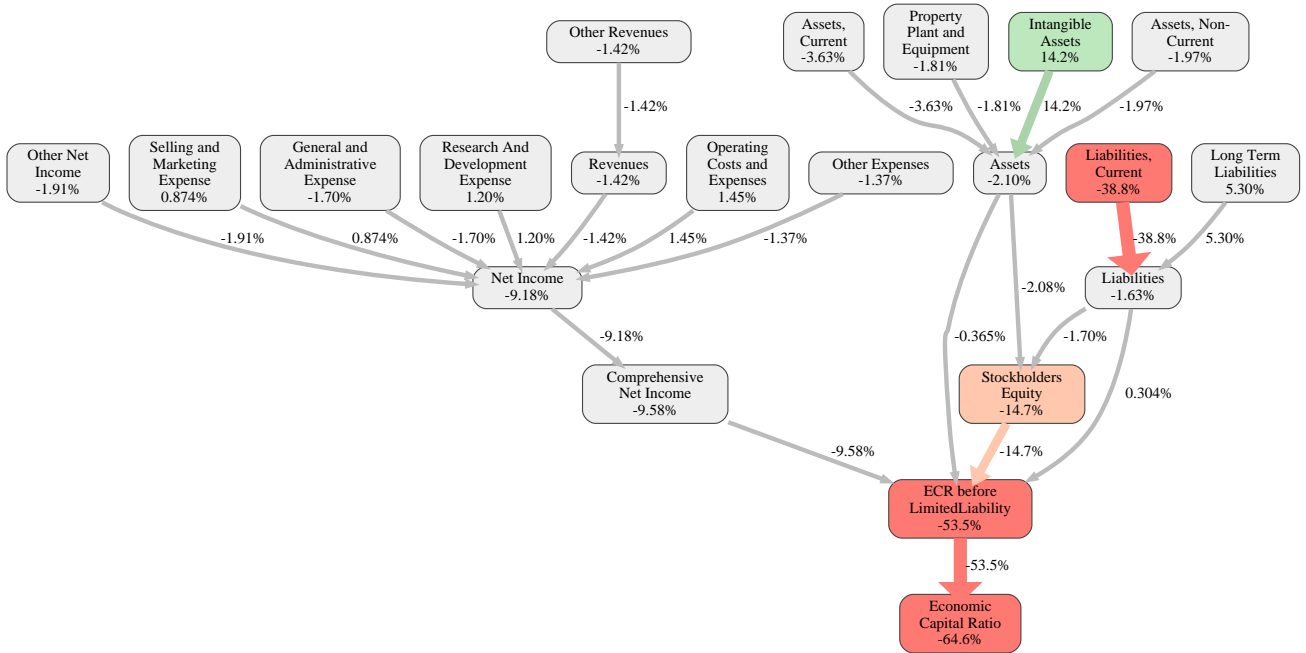 Other Revenues
-1.42%
Assets,
Current
-3.63%
Property
Plant and
Equipment
-1.81%
Intangible
Assets
14.2%
Assets, Non-
Current
-1.97%
-1.42%
-3.63%
-1.81%
14.2%
-1.97%
Other Net
Income
-1.91%
Selling and
Marketing
Expense
0.874%
General and
Administrative
Expense
-1.70%
Research And
Development
Expense
1.20%
Revenues
-1.42%
Operating
Costs and
Expenses
1.45%
Other Expenses
-1.37%
Assets
-2.10%
Liabilities,
Current
-38.8%
Long Term
Liabilities
5.30%
-1.91%
0.874%
-1.70%
1.20%
-1.42%
1.45%
-1.37%
-38.8%
5.30%
Net Income
-9.18%
-2.08%
Liabilities
-1.63%
-9.18%
-0.365%
-1.70%
Comprehensive
Net Income
-9.58%
Stockholders
Equity
-14.7%
0.304%
-9.58%
-14.7%
ECR before
LimitedLiability
-53.5%
-53.5%
Economic
Capital Ratio
-64.6%